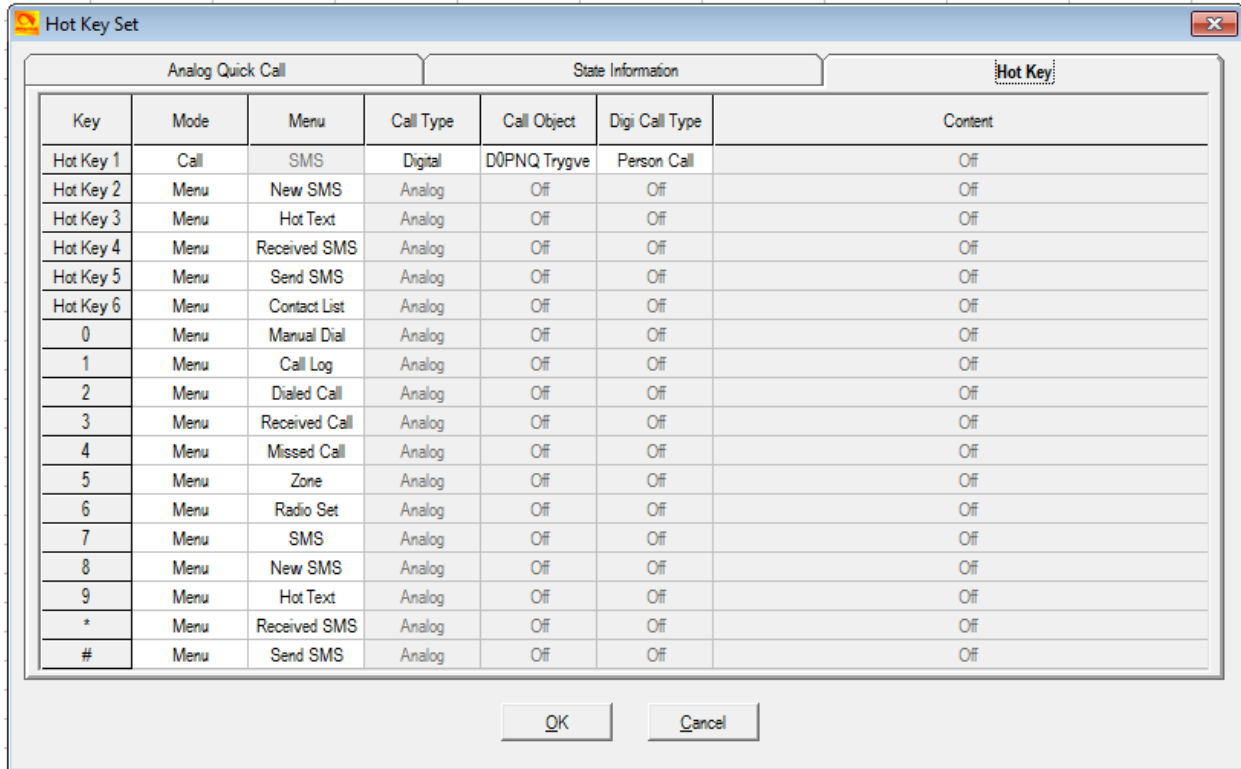 Hot Key Set
Analog Quick Call State Information Hot Key
Key Mode Menu Call Type Call Object Digi Call Type Content
Hot Key 1 Call SMS Digital D0PNQ Trygve Person Call Off
Hot Key 2 Menu New SMS Analog Off Off Off
Hot Key 3 Menu Hot Text Analog Off Off Off
Hot Key 4 Menu Received SMS Analog Off Off Off
Hot Key 5 Menu Send SMS Analog Off Off Off
Hot Key 6 Menu Contact List Analog Off Off Off
0 Menu Manual Dial Analog Off Off Off
1 Menu Call Log Analog Off Off Off
2 Menu Dialed Call Analog Off Off Off
3 Menu Received Call Analog Off Off Off
4 Menu Missed Call Analog Off Off Off
5 Menu Zone Analog Off Off Off
6 Menu Radio Set Analog Off Off Off
7 Menu SMS Analog Off Off Off
8 Menu New SMS Analog Off Off Off
9 Menu Hot Text Analog Off Off Off
* Menu Received SMS Analog Off Off Off
# Menu Send SMS Analog Off Off Off
OK Cancel